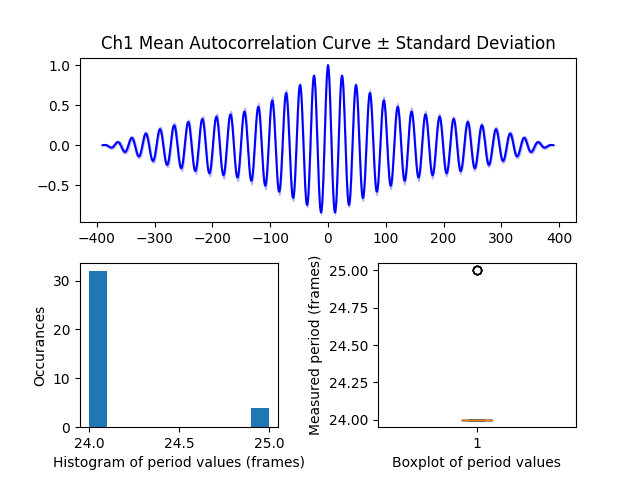 Ch1 Mean Autocorrelation Curve ± Standard Deviation
1.0
0.5
0.0
−0.5
−400 −300 −200 −100 0 100 200 300 400
Occurances
30
20
10
0
24.0 24.5 25.0
Histogram of period values (frames)
Measured period (frames)
25.00
24.75
24.50
24.25
24.00
1
Boxplot of period values